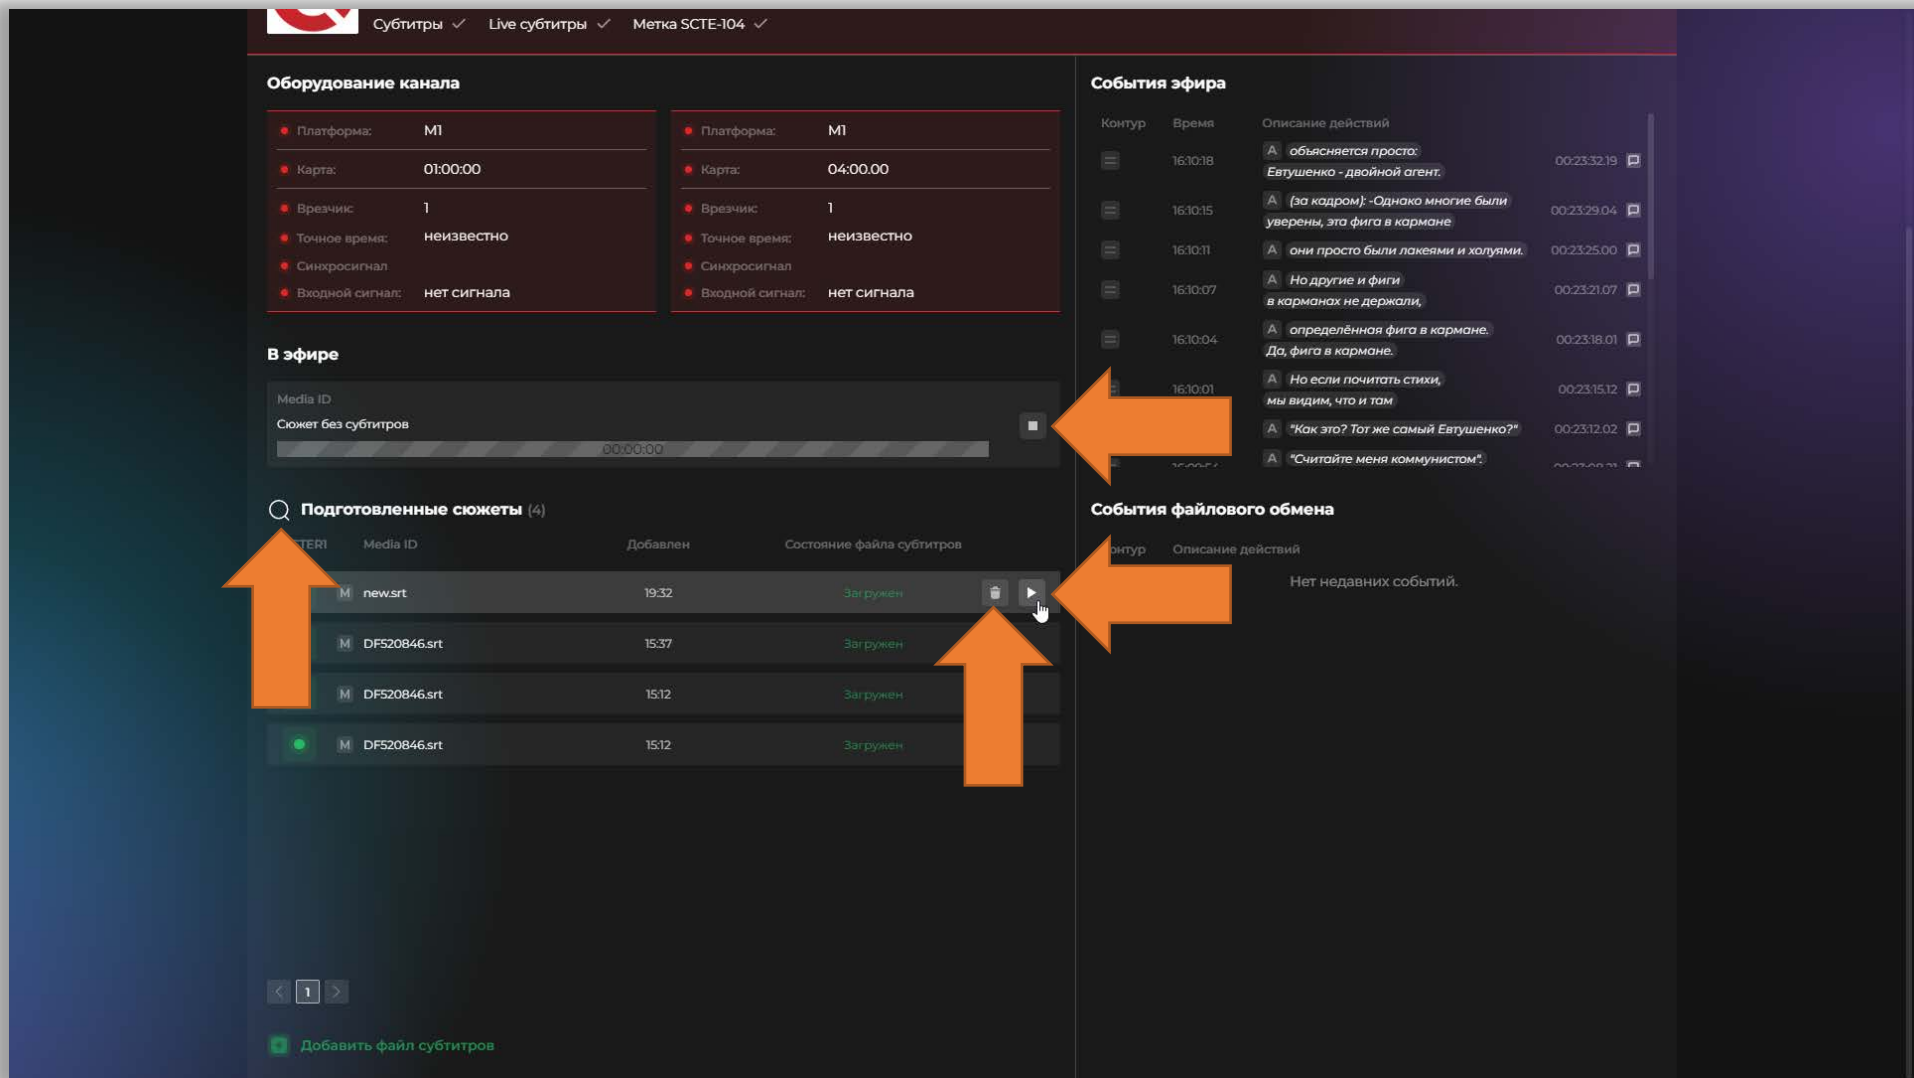 Субтитры Live субтитры Метка SCTE-104
Оборудование канала
Платформа: M1
Карта: 01:00:00
Врезчик: 1
Точное время: неизвестно
Синхросигнал
Входной сигнал: нет сигнала
Платформа: M1
Карта: 04:00.00
Врезчик: 1
Точное время: неизвестно
Синхросигнал
Входной сигнал: нет сигнала
В эфире
Media ID
Сюжет без субтитров
00:00:00
Подготовленные сюжеты (4)
Media ID Добавлен Состояние файла субтитров
M new.srt 19:32 Загружен
M DF520846.srt 15:37 Загружен
M DF520846.srt 15:12 Загружен
M DF520846.srt 15:12 Загружен
1
Добавить файл субтитров
События эфира
Контур Время Описание действий
16:10:18 A объясняется просто: 00:23:32.19
Евтушенко - двойной агент.
16:10:15 A (за кадром): -Однако многие были 00:23:29.04
уверены, эта фига в кармане
16:10:11 A они просто были лакеями и холуями. 00:23:25.00
16:10:07 A Но другие и фиги 00:23:21.07
в карманах не держали,
16:10:04 A определённая фига в кармане. 00:23:18.01
Да, фига в кармане.
16:10:01 A Но если почитать стихи, 00:23:15.12
мы видим, что и там
A "Как это? Тот же самый Евтушенко?" 00:23:12.02
A "Считайте меня коммунистом".
События файлового обмена
Описание действий
Нет недавних событий.